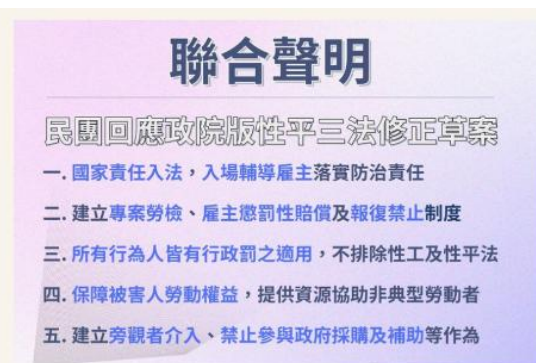 聯合聲明
民團回應政院版性平三法修正草案
一. 國家責任入法，入場輔導雇主落實防治責任
二. 建立專案勞檢、雇主懲罰性賠償及報復禁止制度
三. 所有行為人皆有行政罰之適用，不排除性工及性平法
四. 保障被害人勞動權益，提供資源協助非典型勞動者
五. 建立旁觀者介入、禁止參與政府採購及補助等作為